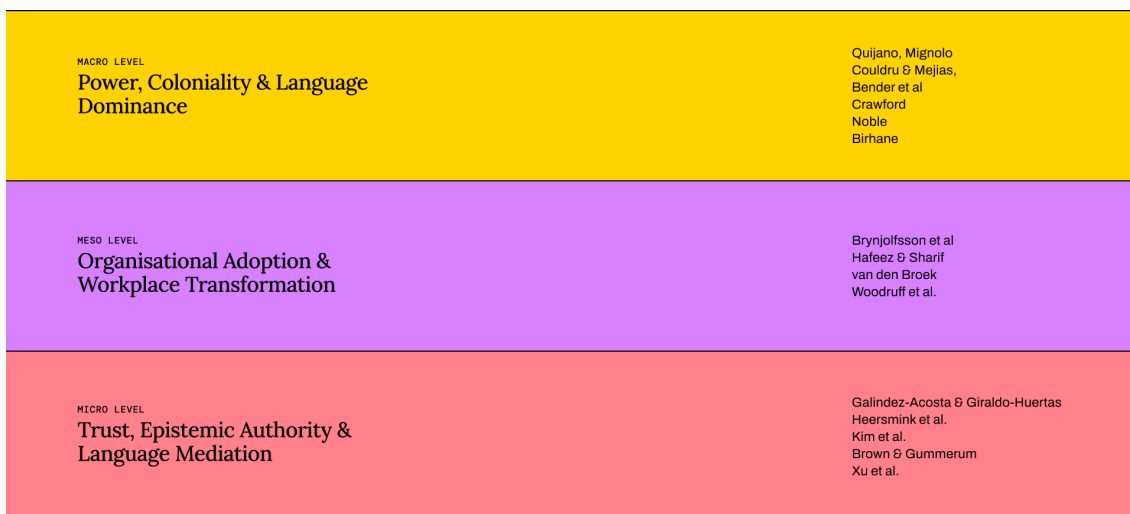 MACRO LEVEL
Power, Coloniality & Language
Dominance
Quijano, Mignolo
Couldru & Mejias,
Bender et al
Crawford
Noble
Birhane
MESO LEVEL
Organisational Adoption &
Workplace Transformation
Brynjolfsson et al
Hafeez & Sharif
van den Broek
Woodruff et al.
MICRO LEVEL
Trust, Epistemic Authority &
Language Mediation
Galindez-Acosta & Giraldo-Huertas
Heersmink et al.
Kim et al.
Brown & Gummerum
Xu et al.